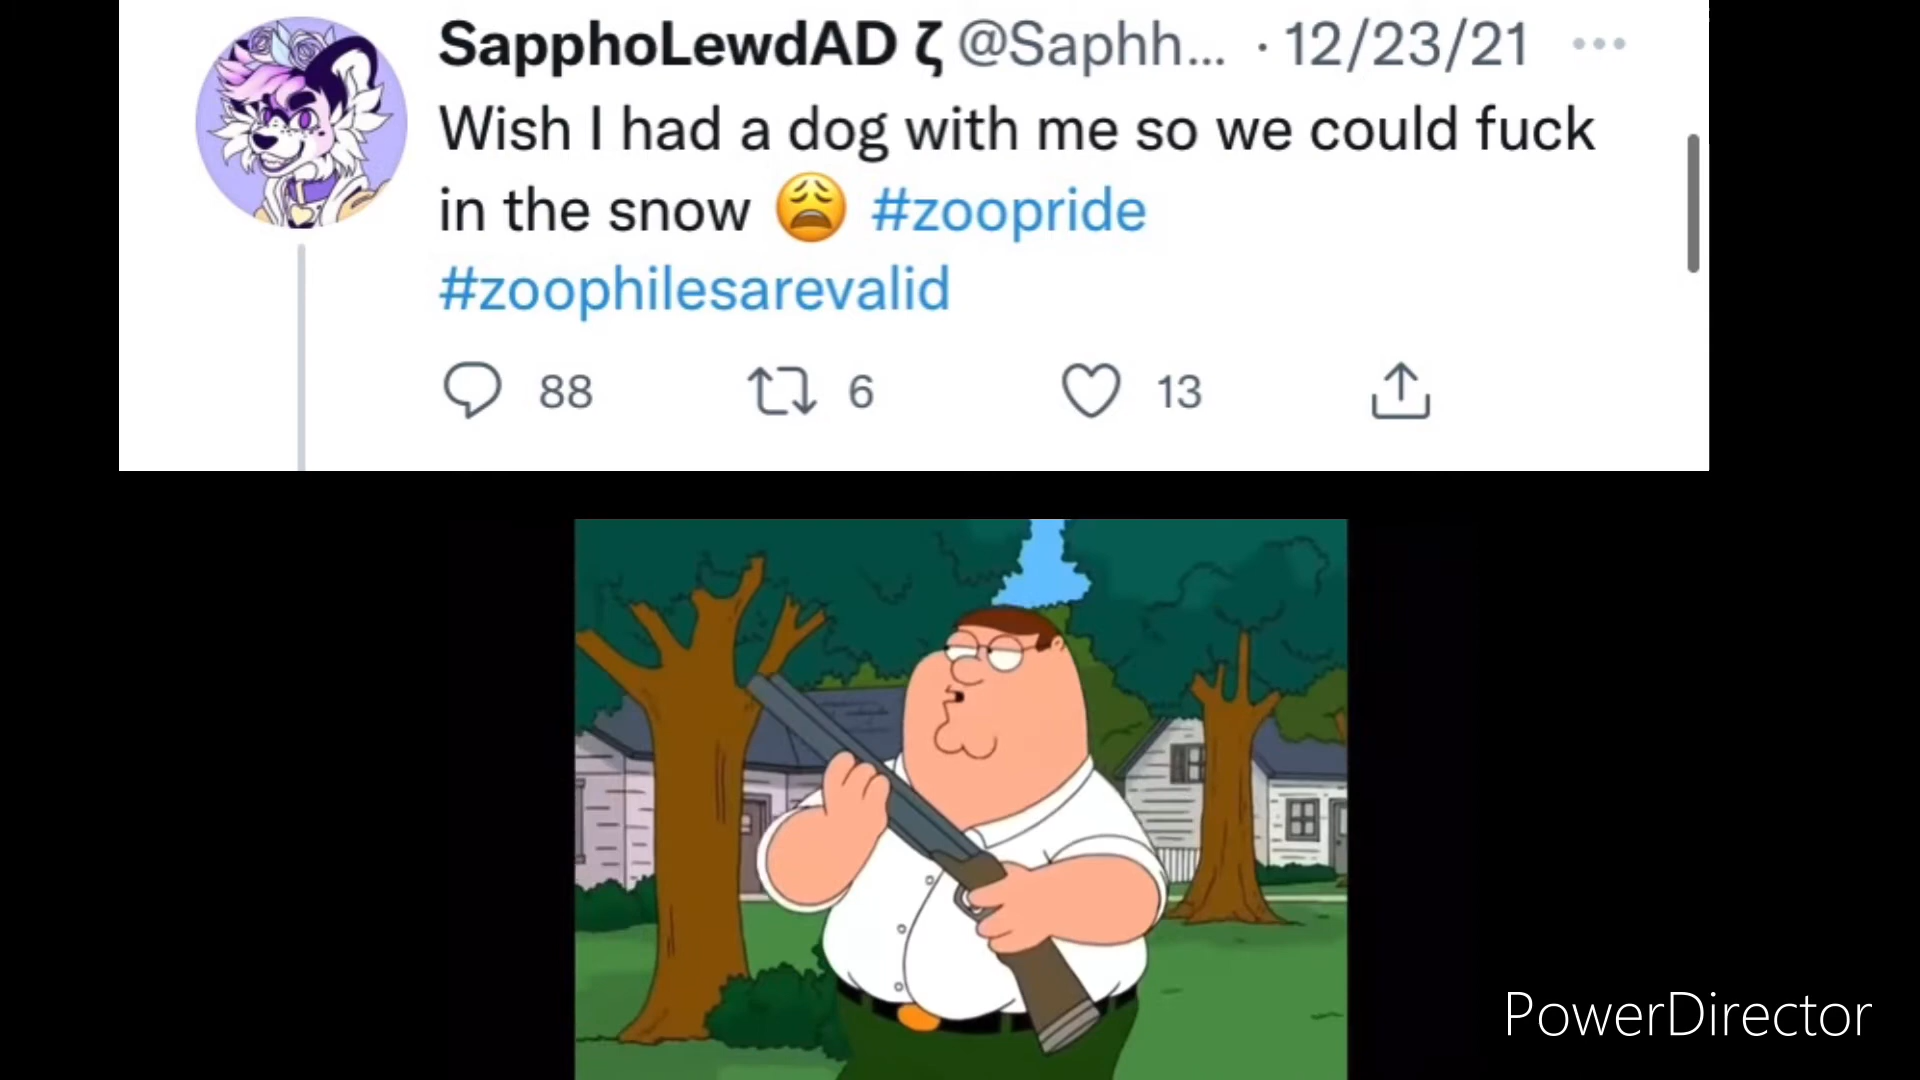 SapphoLewdAD ζ @Saphh... · 12/23/21
Wish I had a dog with me so we could fuck
in the snow 😩 #zoopride
#zoophilesarevalid
88 6 13
PowerDirector